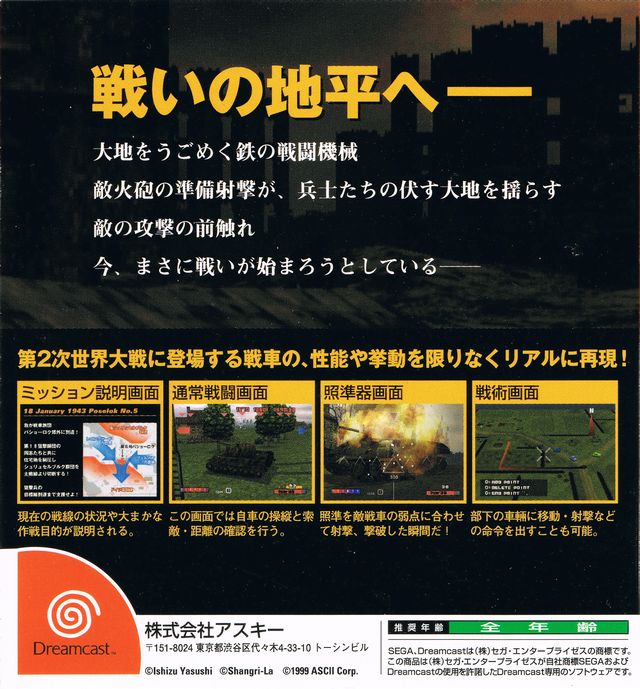 戦いの地平へ──
大地をうごめく鉄の戦闘機械
敵火砲の準備射撃が、兵士たちの伏す大地を揺らす
敵の攻撃の前触れ
今、まさに戦いが始まろうとしている──
第2次世界大戦に登場する戦車の、性能や挙動を限りなくリアルに再現!
ミッション説明画面
18 January 1943 Poselok No.5
現在の戦線の状況や大まかな
作戦目的が説明される。
通常戦闘画面
この画面では自車の操縦と索
敵・距離の確認を行う。
照準器画面
照準を敵戦車の弱点に合わせ
て射撃、撃破した瞬間だ!
戦術画面
部下の車輛に移動・射撃など
の命令を出すことも可能。
Dreamcast™
株式会社アスキー
〒151-8024 東京都渋谷区代々木4-33-10 トーシンビル
©Ishizu Yasushi ©Shangri-La ©1999 ASCII Corp.
推奨年齢 全年齢
SEGA、Dreamcastは(株)セガ・エンタープライゼスの商標です。
この商品は(株)セガ・エンタープライゼスが自社商標SEGAおよび
Dreamcastの使用を許諾したDreamcast専用のソフトウェアです。